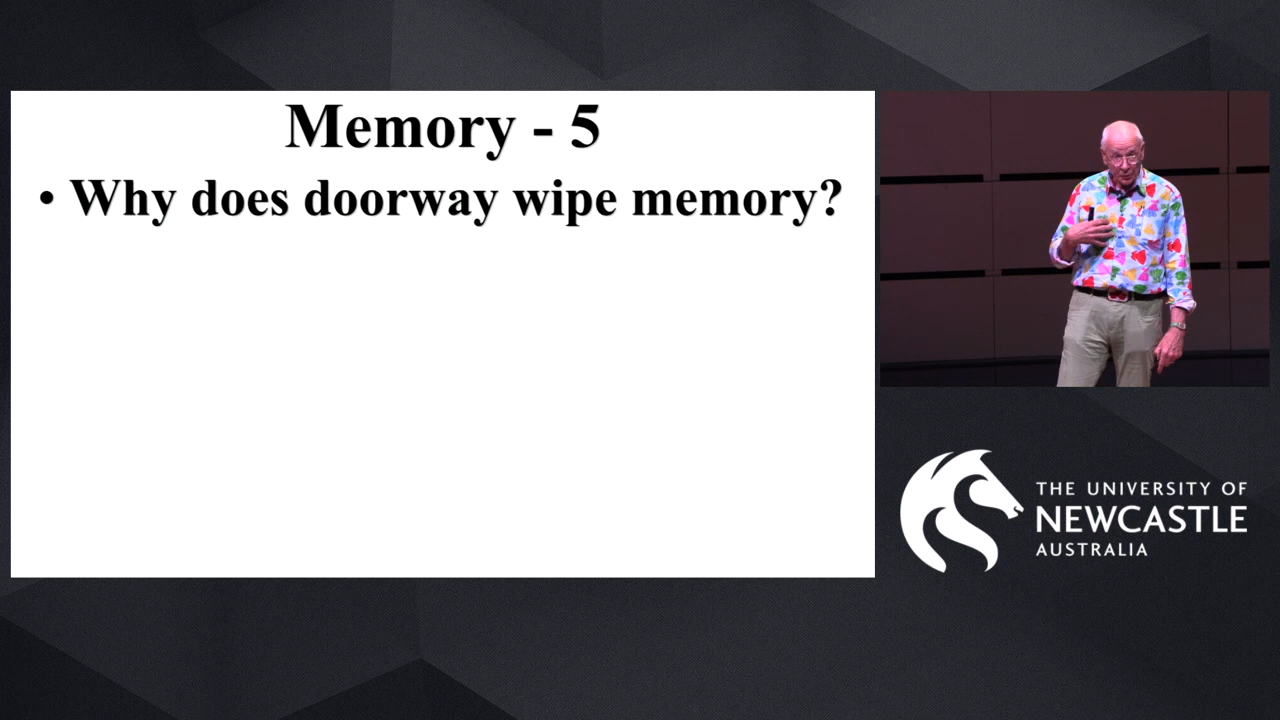 Memory - 5
• Why does doorway wipe memory?
THE UNIVERSITY OF
NEWCASTLE
AUSTRALIA